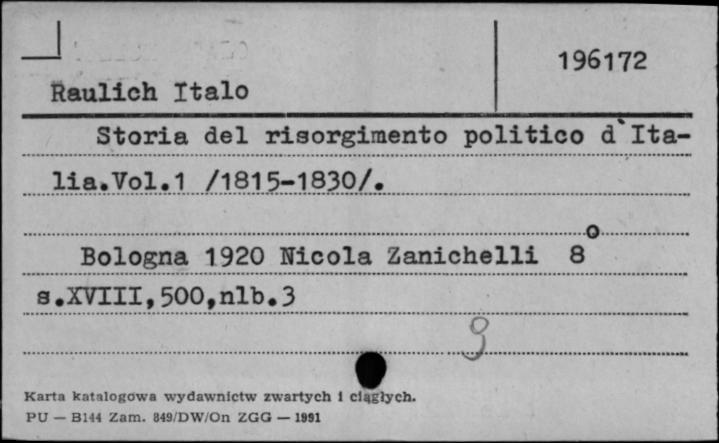 196172
Raulich Italo
Storia del risorgimento politico d`Ita-
lia.Vol.1 /1815-1830/.
Bologna 1920 Nicola Zanichelli 8°
s.XVIII,500,nlb.3
9
Karta katalogowa wydawnictw zwartych i ciągłych.
PU — B144 Zam. 849/DW/On ZGG — 1991